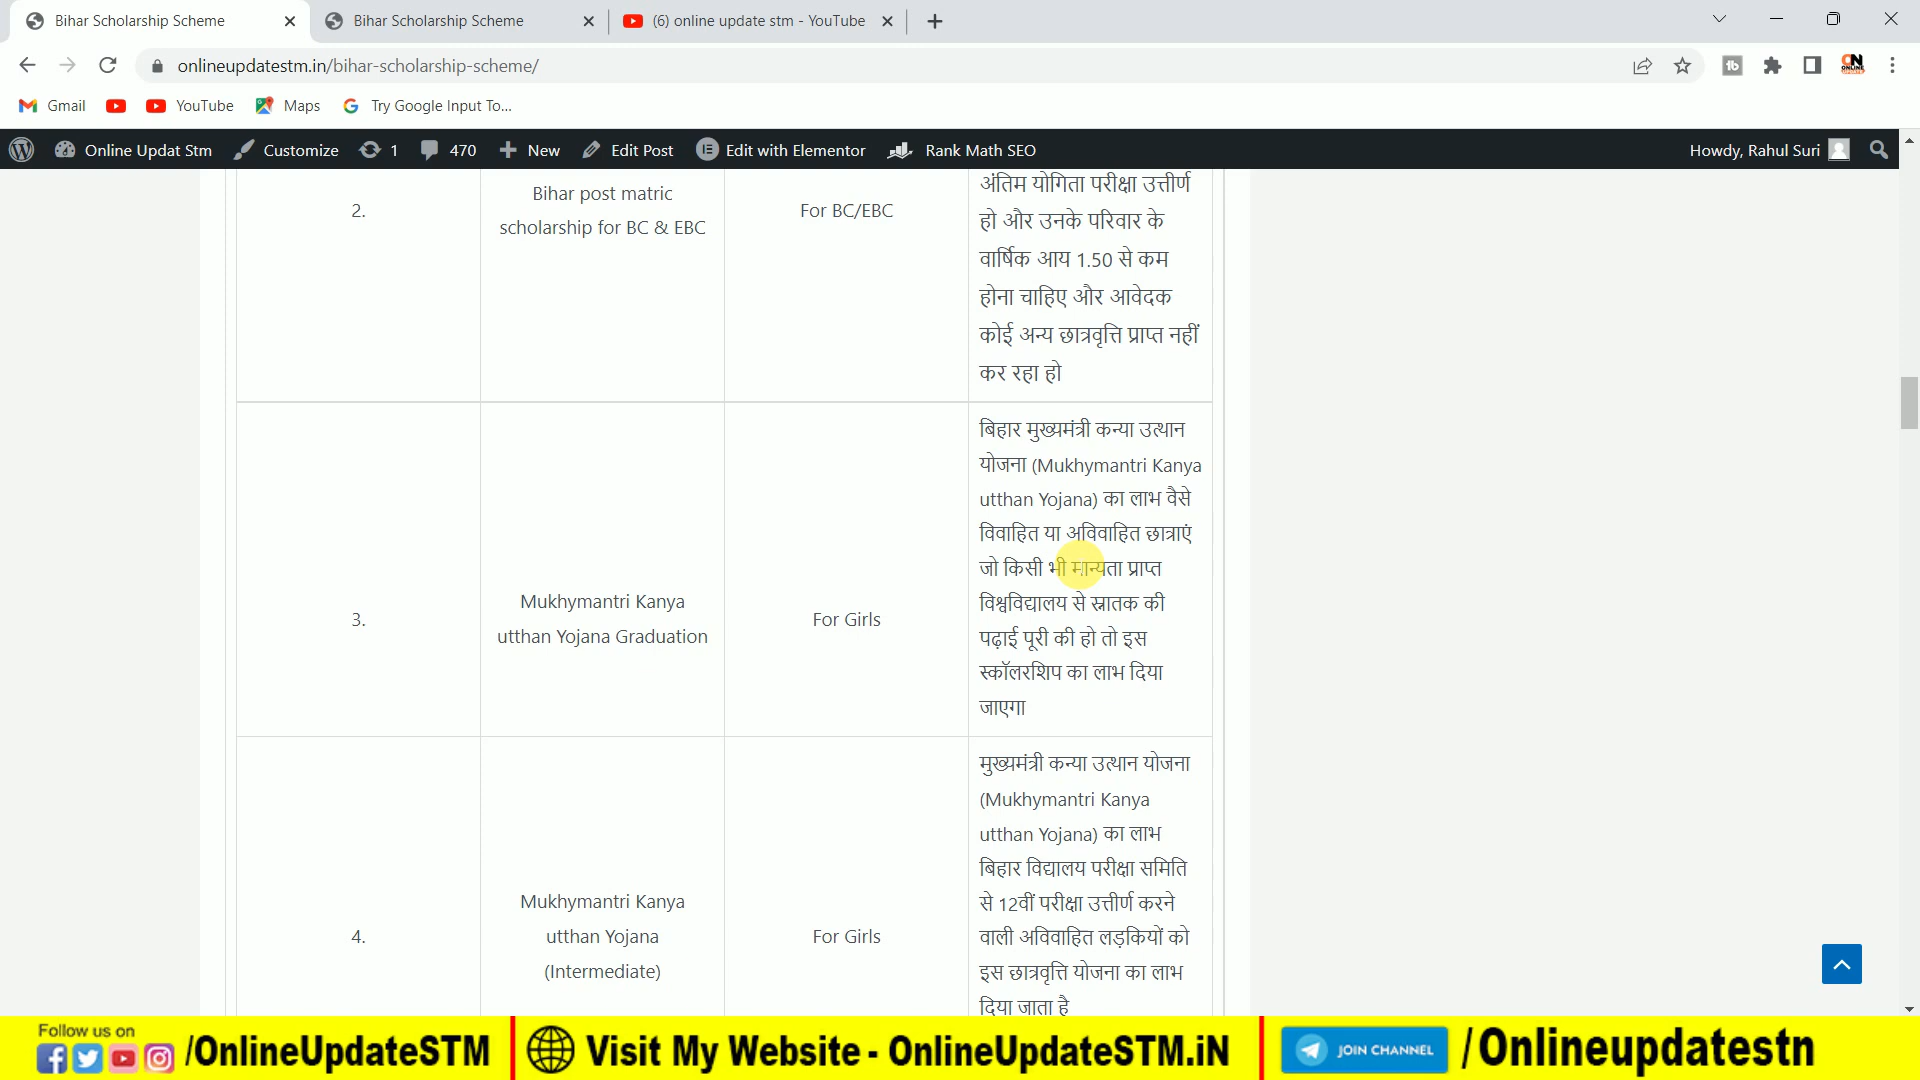 Bihar Scholarship Scheme
Bihar Scholarship Scheme
(6) online update stm - YouTube
onlineupdatestm.in/bihar-scholarship-scheme/
Gmail
YouTube
Maps
Try Google Input To...
Online Updat Stm
Customize
1
470
New
Edit Post
Edit with Elementor
Rank Math SEO
Howdy, Rahul Suri
2.
Bihar post matric
scholarship for BC & EBC
For BC/EBC
अंतिम योगिता परीक्षा उत्तीर्ण
हो और उनके परिवार के
वार्षिक आय 1.50 से कम
होना चाहिए और आवेदक
कोई अन्य छात्रवृत्ति प्राप्त नहीं
कर रहा हो
3.
Mukhymantri Kanya
utthan Yojana Graduation
For Girls
बिहार मुख्यमंत्री कन्या उत्थान
योजना (Mukhymantri Kanya
utthan Yojana) का लाभ वैसे
विवाहित या अविवाहित छात्राएं
जो किसी भी मान्यता प्राप्त
विश्वविद्यालय से स्नातक की
पढ़ाई पूरी की हो तो इस
स्कॉलरशिप का लाभ दिया
जाएगा
4.
Mukhymantri Kanya
utthan Yojana
(Intermediate)
For Girls
मुख्यमंत्री कन्या उत्थान योजना
(Mukhymantri Kanya
utthan Yojana) का लाभ
बिहार विद्यालय परीक्षा समिति
से 12वीं परीक्षा उत्तीर्ण करने
वाली अविवाहित लड़कियों को
इस छात्रवृत्ति योजना का लाभ
दिया जाता है
Follow us on
/OnlineUpdateSTM
Visit My Website - OnlineUpdateSTM.iN
JOIN CHANNEL
/Onlineupdatestn